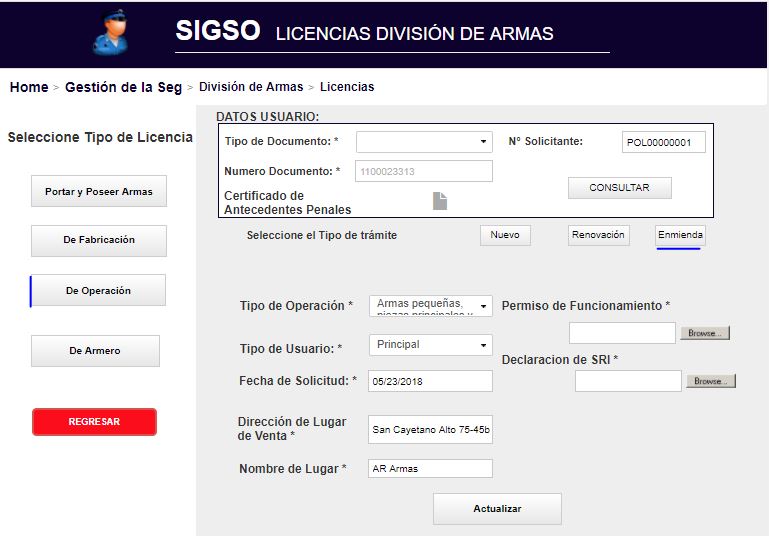 SIGSO LICENCIAS DIVISIÓN DE ARMAS
Home > Gestión de la Seg > División de Armas > Licencias
Seleccione Tipo de Licencia
Portar y Poseer Armas
De Fabricación
De Operación
De Armero
REGRESAR
DATOS USUARIO:
Tipo de Documento: *
Nº Solicitante: POL00000001
Numero Documento: * 1100023313
CONSULTAR
Certificado de
Antecedentes Penales
Seleccione el Tipo de trámite Nuevo Renovación Enmienda
Tipo de Operación * Armas pequeñas,
Permiso de Funcionamiento *
Browse...
Tipo de Usuario: * Principal
Declaracion de SRI *
Browse...
Fecha de Solicitud: * 05/23/2018
Dirección de Lugar
de Venta * San Cayetano Alto 75-45b
Nombre de Lugar * AR Armas
Actualizar